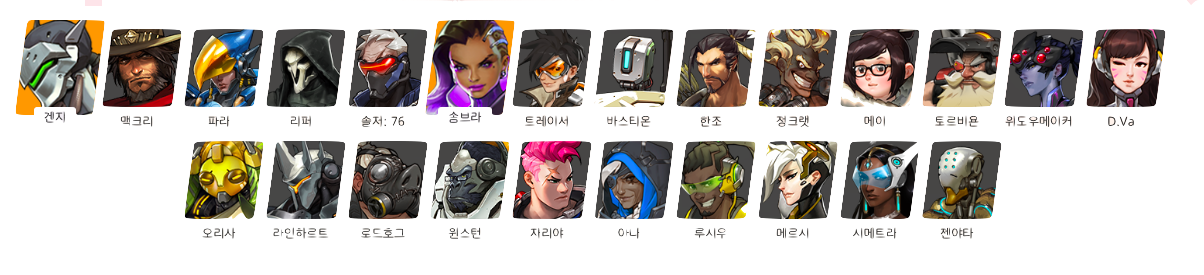 겐지 맥크리 파라 리퍼 솔저: 76 솜브라 트레이서 바스티온 한조 정크랫 메이 토르비욘 위도우메이커 D.Va
오리사 라인하르트 로드호그 윈스턴 자리야 아나 루시우 메르시 시메트라 젠야타